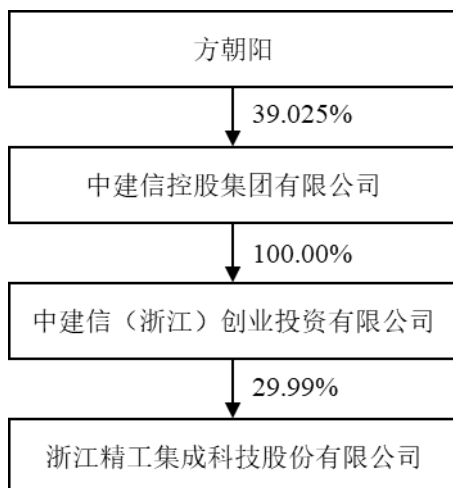 方朝阳
39.025%
中建信控股集团有限公司
100.00%
中建信（浙江）创业投资有限公司
29.99%
浙江精工集成科技股份有限公司